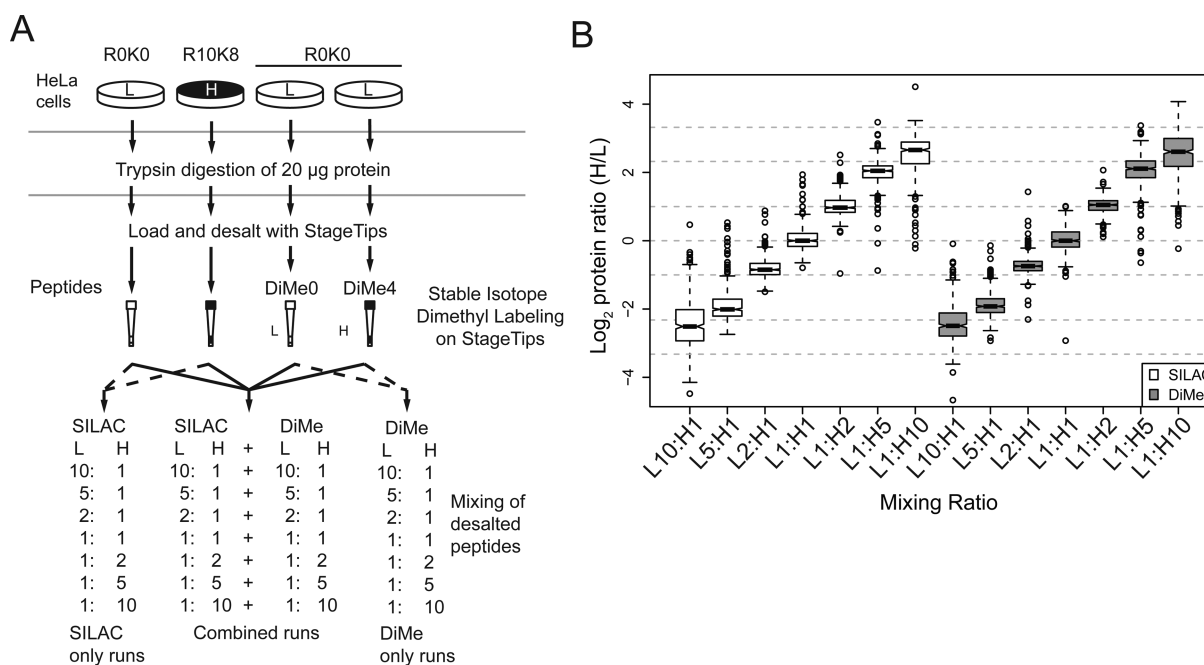 A
R0K0 R10K8 R0K0
HeLa
cells
L H L L
Trypsin digestion of 20 µg protein
Load and desalt with StageTips
Peptides
DiMe0 DiMe4
L H
Stable Isotope
Dimethyl Labeling
on StageTips
SILAC SILAC DiMe DiMe
L H L H + L H L H
10: 1 10: 1 + 10: 1 10: 1
5: 1 5: 1 + 5: 1 5: 1
2: 1 2: 1 + 2: 1 2: 1
1: 1 1: 1 + 1: 1 1: 1
1: 2 1: 2 + 1: 2 1: 2
1: 5 1: 5 + 1: 5 1: 5
1: 10 1: 10 + 1: 10 1: 10
Mixing of
desalted
peptides
SILAC
only runs
Combined runs
DiMe
only runs
B
Log2 protein ratio (H/L)
4
2
0
−2
−4
SILAC
DiMe
L10:H1 L5:H1 L2:H1 L1:H1 L1:H2 L1:H5 L1:H10 L10:H1 L5:H1 L2:H1 L1:H1 L1:H2 L1:H5 L1:H10
Mixing Ratio